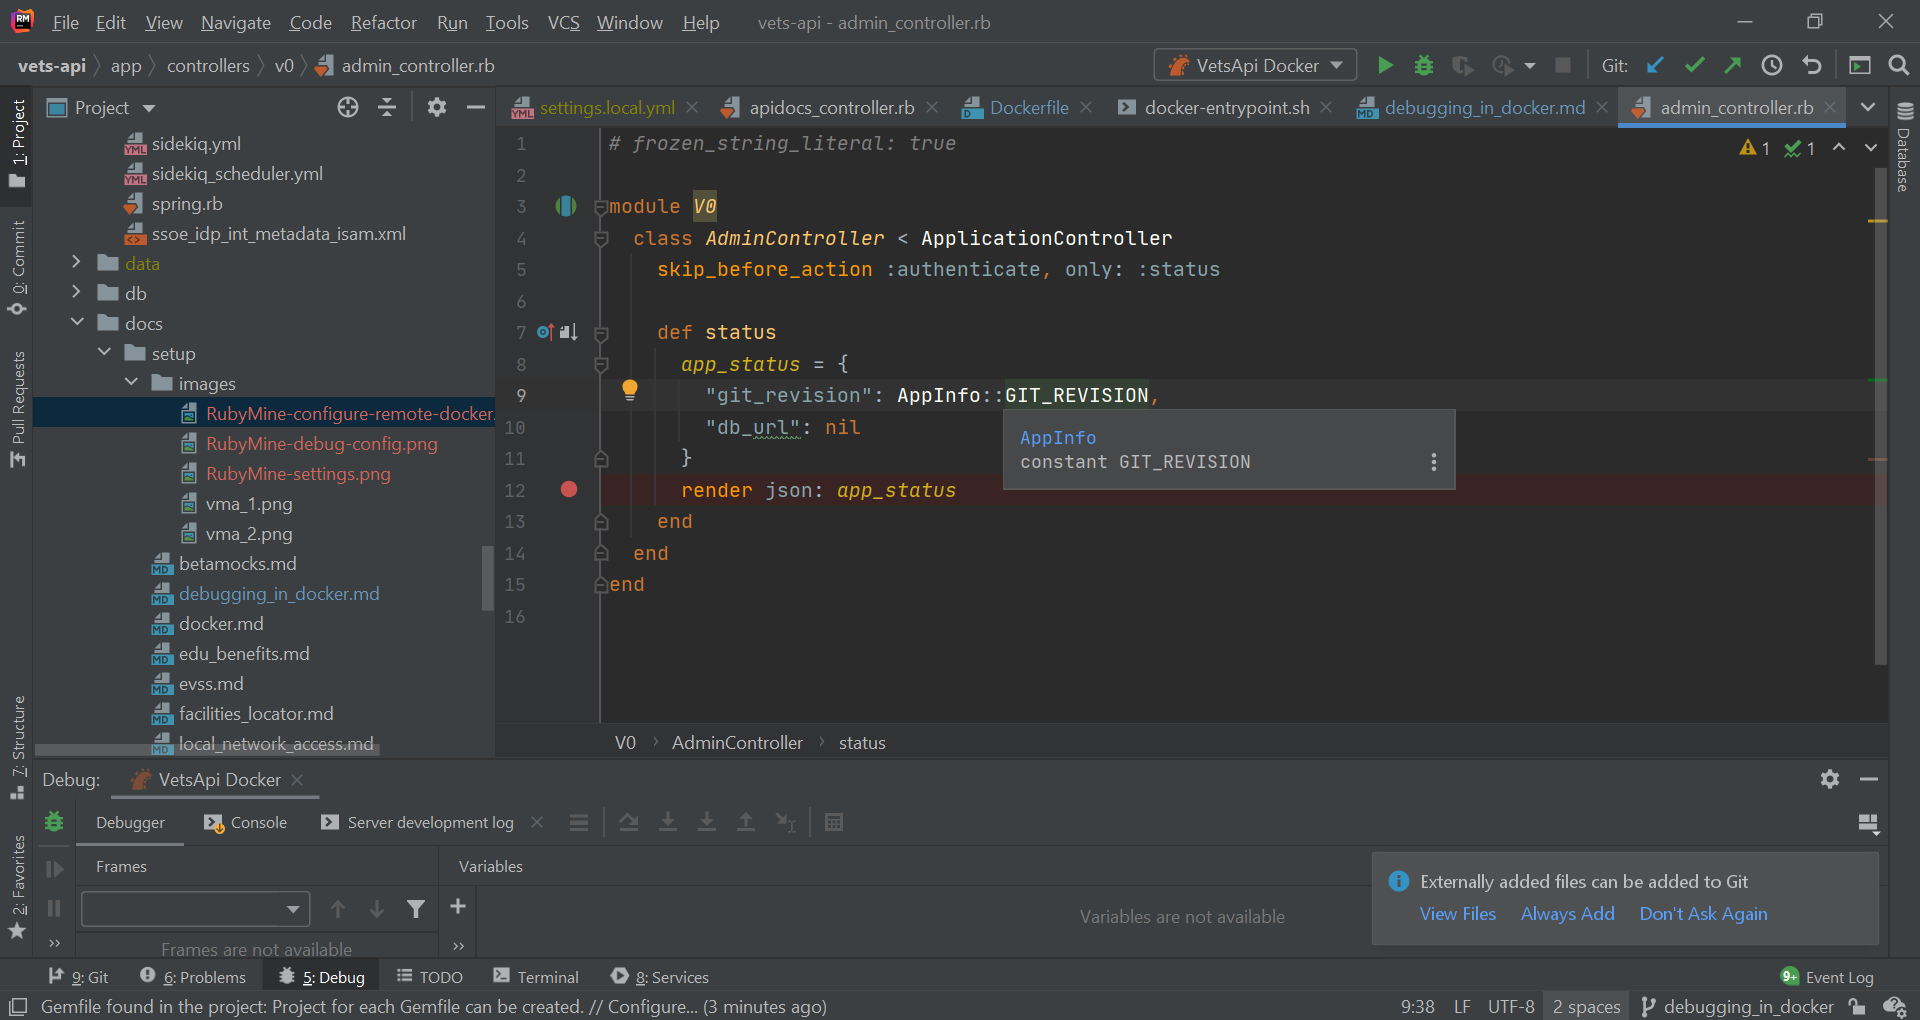 RM File Edit View Navigate Code Refactor Run Tools VCS Window Help vets-api - admin_controller.rb
vets-api app controllers v0 admin_controller.rb VetsApi Docker Git:
1: Project
0: Commit
Pull Requests
7: Structure
2: Favorites
Project
sidekiq.yml
sidekiq_scheduler.yml
spring.rb
ssoe_idp_int_metadata_isam.xml
data
db
docs
setup
images
RubyMine-configure-remote-docker.
RubyMine-debug-config.png
RubyMine-settings.png
vma_1.png
vma_2.png
betamocks.md
debugging_in_docker.md
docker.md
edu_benefits.md
evss.md
facilities_locator.md
local_network_access.md
settings.local.yml apidocs_controller.rb Dockerfile docker-entrypoint.sh debugging_in_docker.md admin_controller.rb
Database
1 1
1 # frozen_string_literal: true
2
3 module V0
4 class AdminController < ApplicationController
5 skip_before_action :authenticate, only: :status
6
7 def status
8 app_status = {
9 "git_revision": AppInfo::GIT_REVISION,
10 "db_url": nil
11 }
12 render json: app_status
13 end
14 end
15 end
16
AppInfo
constant GIT_REVISION
V0 AdminController status
Debug: VetsApi Docker
Debugger Console Server development log
Frames Variables
Frames are not available
Variables are not available
Externally added files can be added to Git
View Files Always Add Don't Ask Again
9: Git 6: Problems 5: Debug TODO Terminal 8: Services 9+ Event Log
Gemfile found in the project: Project for each Gemfile can be created. // Configure... (3 minutes ago) 9:38 LF UTF-8 2 spaces debugging_in_docker